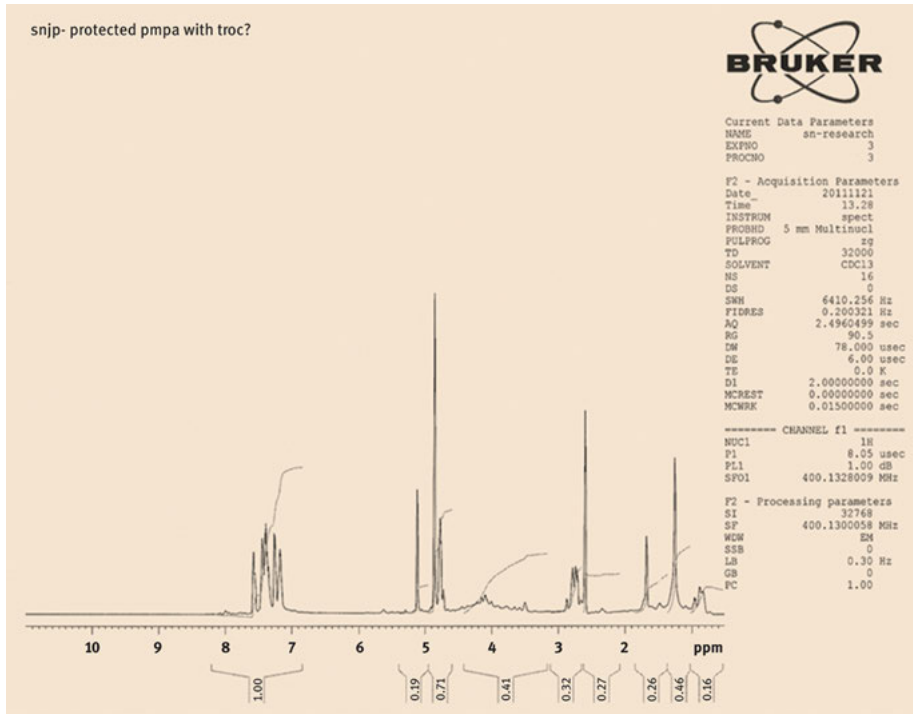 snjp- protected pmpa with troc?
BRUKER
Current Data Parameters
NAME sn-research
EXPNO 3
PROCNO 3
F2 - Acquisition Parameters
Date_ 20111121
Time 13.28
INSTRUM spect
PROBHD 5 mm Multinucl
PULPROG zg
TD 32000
SOLVENT CDCl3
NS 16
DS 0
SWH 6410.256 Hz
FIDRES 0.200321 Hz
AQ 2.4960499 sec
RG 90.5
DW 78.000 usec
DE 6.00 usec
TE 0.0 K
D1 2.00000000 sec
MCREST 0.00000000 sec
MCWRK 0.01500000 sec
======== CHANNEL f1 ========
NUC1 1H
P1 8.05 usec
PL1 1.00 dB
SFO1 400.1328009 MHz
F2 - Processing parameters
SI 32768
SF 400.1300058 MHz
WDW EM
SSB 0
LB 0.30 Hz
GB 0
PC 1.00
10 9 8 7 6 5 4 3 2 ppm
1.00 0.19 0.71 0.41 0.32 0.27 0.26 0.46 0.16